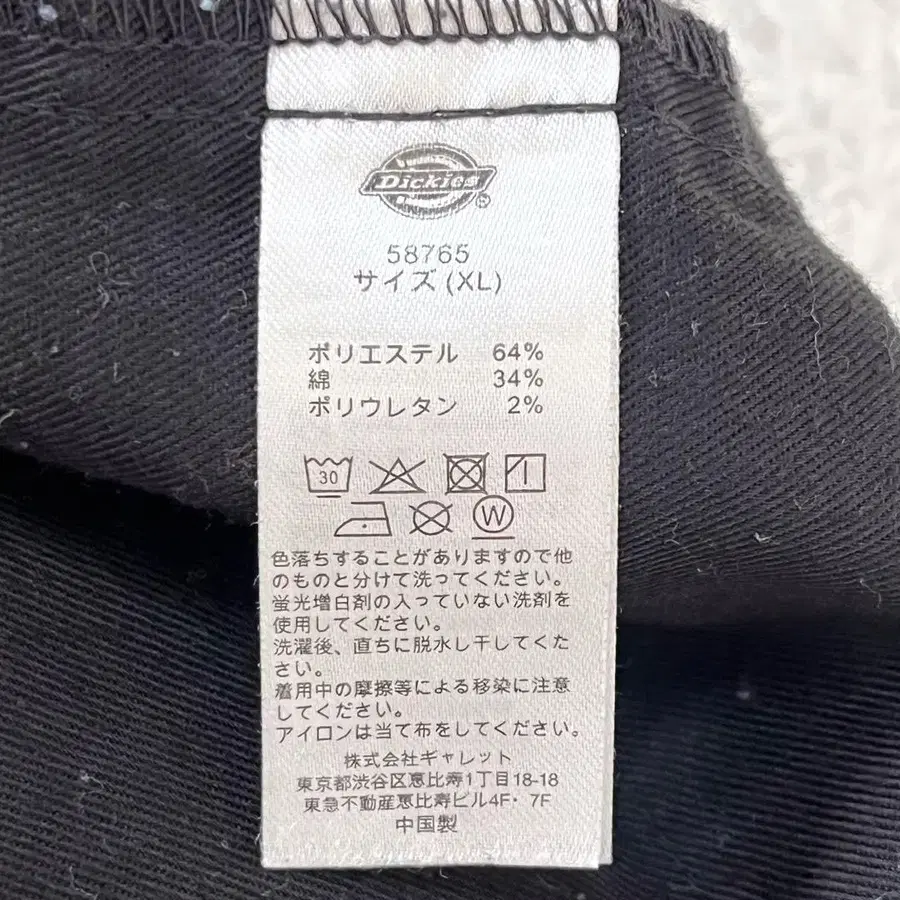 Dickies®
58765
サイズ(XL)
ポリエステル 64%
綿 34%
ポリウレタン 2%
30
W
色落ちすることがありますので他
のものと分けて洗ってください。
蛍光増白剤の入っていない洗剤を
使用してください。
洗濯後、直ちに脱水し干してくだ
さい。
着用中の摩擦等による移染に注意
してください。
アイロンは当て布をしてください。
株式会社ギャレット
東京都渋谷区恵比寿1丁目18-18
東急不動産恵比寿ビル4F・7F
中国製